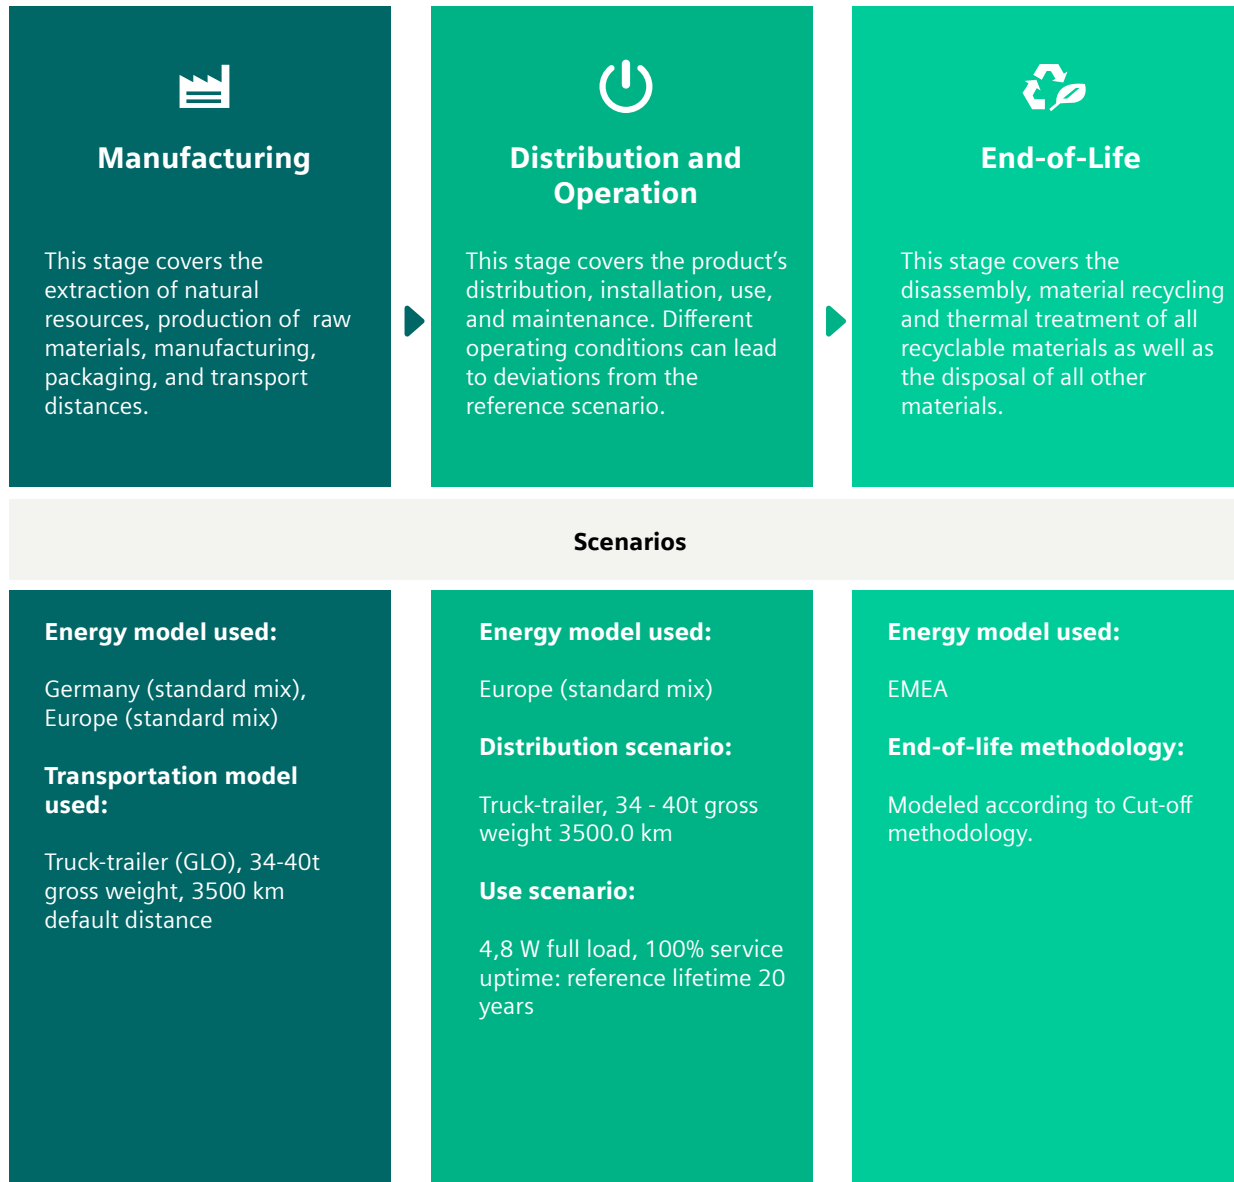 Manufacturing
This stage covers the
extraction of natural
resources, production of  raw
materials, manufacturing,
packaging, and transport
distances.
Distribution and
Operation
This stage covers the product’s
distribution, installation, use,
and maintenance. Different
operating conditions can lead
to deviations from the
reference scenario.
End-of-Life
This stage covers the
disassembly, material recycling
and thermal treatment of all
recyclable materials as well as
the disposal of all other
materials.
Scenarios
Energy model used:
Germany (standard mix),
Europe (standard mix)
Transportation model
used:
Truck-trailer (GLO), 34-40t
gross weight, 3500 km
default distance
Energy model used:
Europe (standard mix)
Distribution scenario:
Truck-trailer, 34 - 40t gross
weight 3500.0 km
Use scenario:
4,8 W full load, 100% service
uptime: reference lifetime 20
years
Energy model used:
EMEA
End-of-life methodology:
Modeled according to Cut-off
methodology.